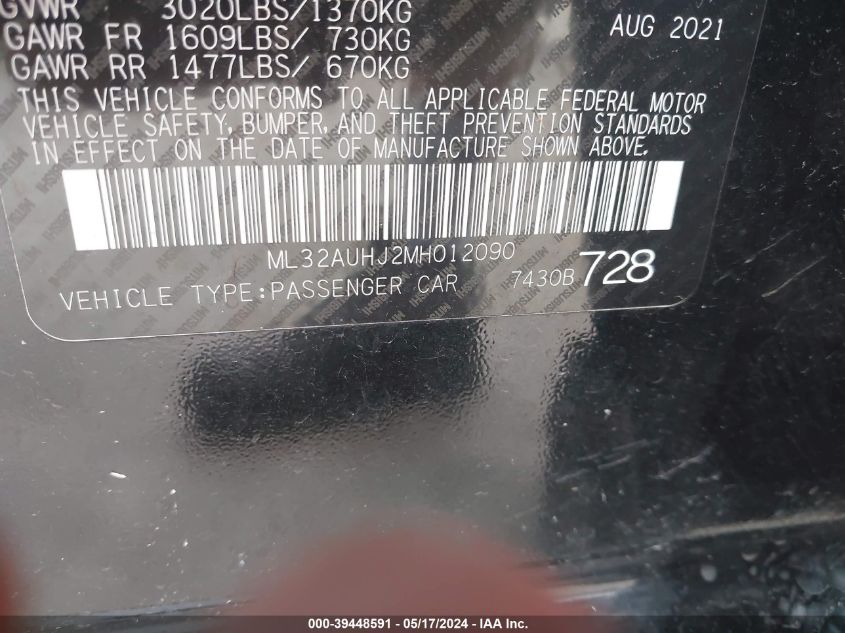 GVWR 3020LBS/1370KG
AUG 2021
GAWR FR 1609LBS/ 730KG
GAWR RR 1477LBS/ 670KG
THIS VEHICLE CONFORMS TO ALL APPLICABLE FEDERAL MOTOR
VEHICLE SAFETY, BUMPER, AND THEFT PREVENTION STANDARDS
IN EFFECT ON THE DATE OF MANUFACTURE SHOWN ABOVE.
ML32AUHJ2MH012090
VEHICLE TYPE:PASSENGER CAR 7430B 728
000-39448591 - 05/17/2024 - IAA Inc.